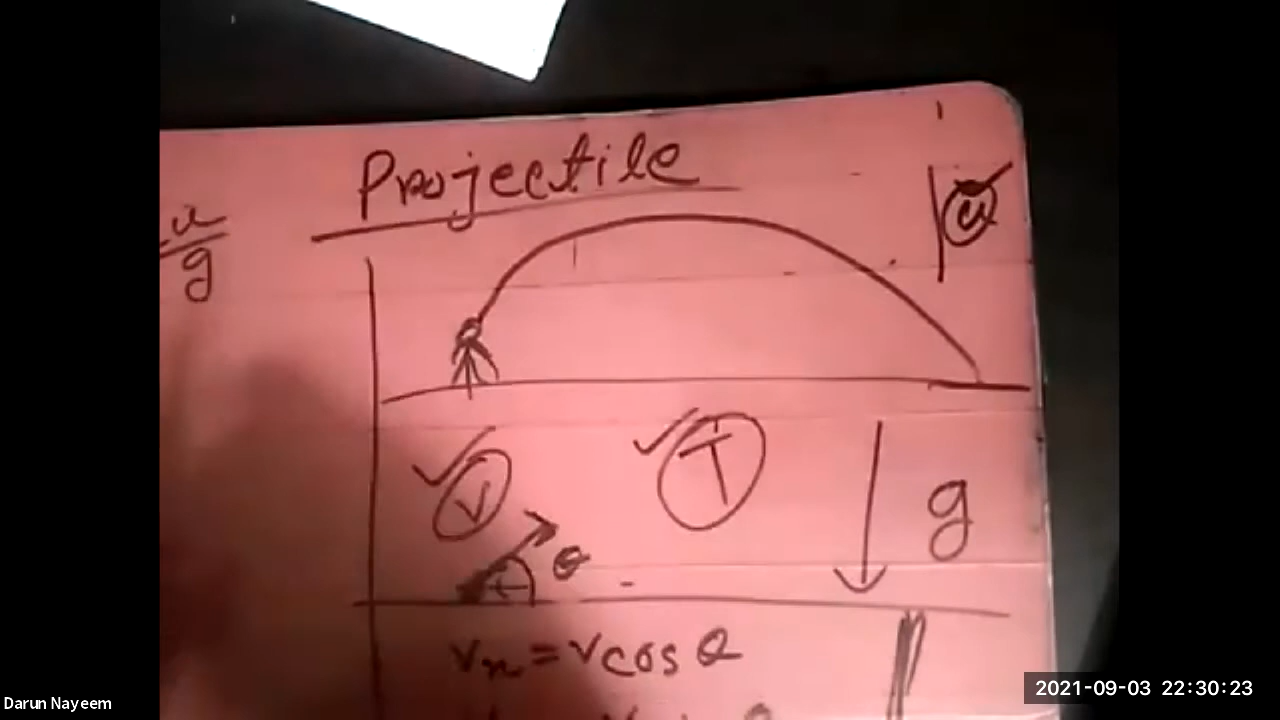 Projectile
u
u
g
v
T
g
θ
vx = v cos θ
Darun Nayeem
2021-09-03 22:30:23